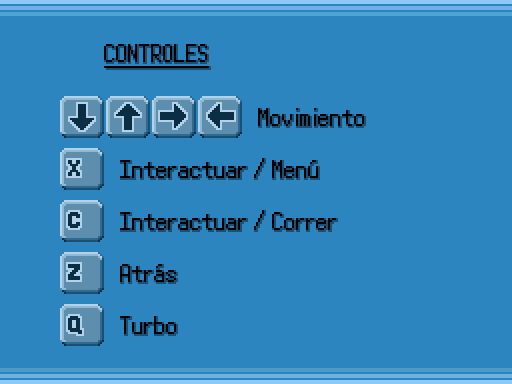 CONTROLES
↓ ↑ → ← Movimiento
X Interactuar / Menú
C Interactuar / Correr
Z Atrás
Q Turbo